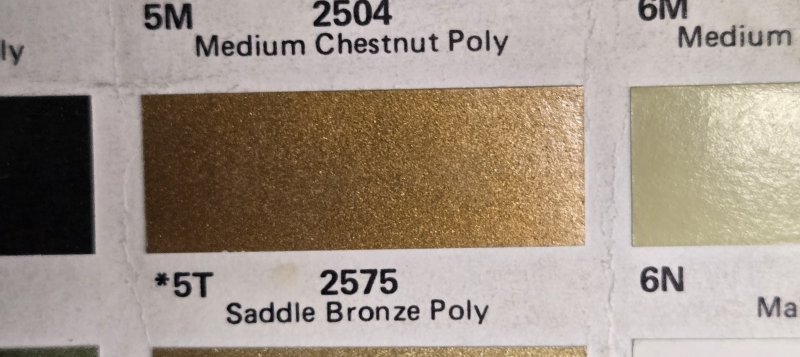 5M 2504 6M
ly Medium Chestnut Poly Medium
*5T 2575 6N
Saddle Bronze Poly Ma